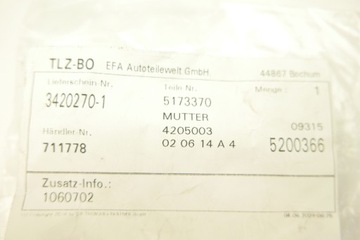 TLZ-BO EFA Autoteilewelt GmbH 44867 Bochum
Lieferschein-Nr. Teile Nr. Menge 1
3420270-1 5173370
MUTTER
Händler-Nr. 4205003 09315
711778 02 06 14 A 4 5200366
Zusatz-Info.:
1060702